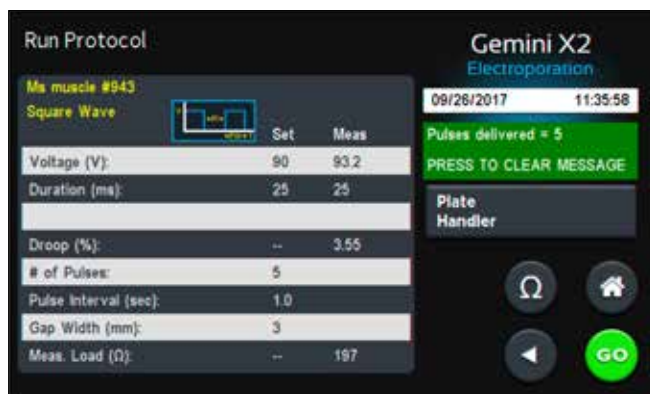 Run Protocol
Ms muscle #943
Square Wave
Set Meas
Voltage (V): 90 93.2
Duration (ms): 25 25
Droop (%): -- 3.55
# of Pulses: 5
Pulse Interval (sec): 1.0
Gap Width (mm): 3
Meas. Load (Ω): -- 197
Gemini X2
Electroporation
09/26/2017 11:35:58
Pulses delivered = 5
PRESS TO CLEAR MESSAGE
Plate
Handler
Ω
GO